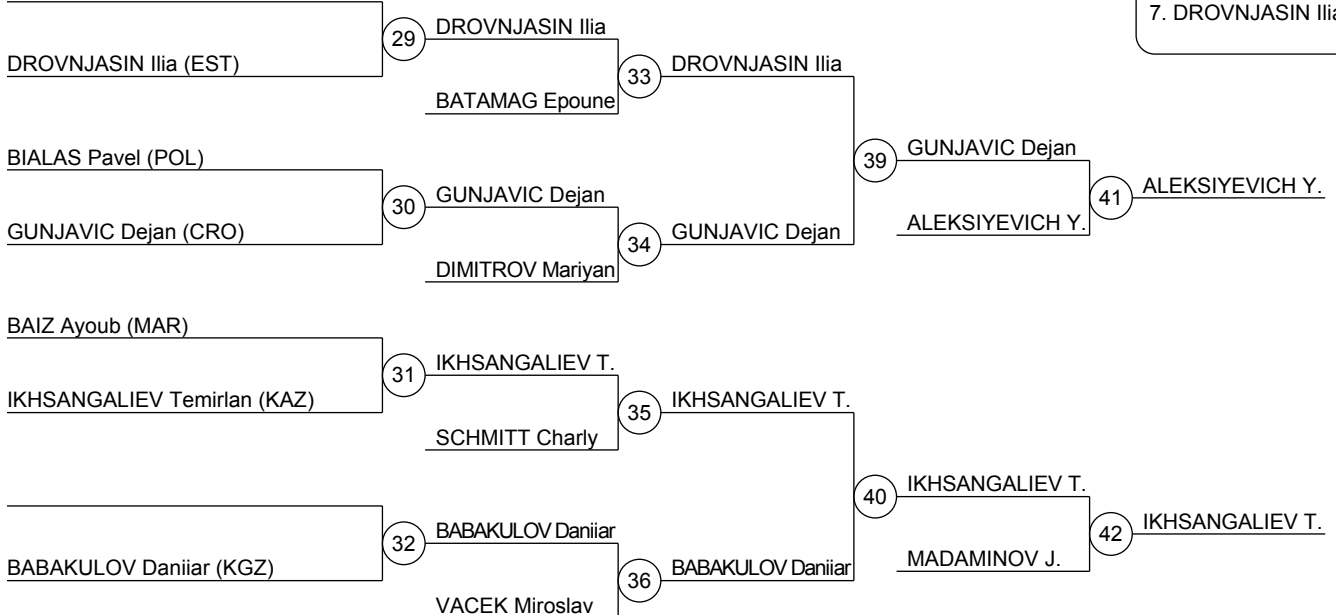 7. DROVNJASIN Ilia
29
DROVNJASIN Ilia
DROVNJASIN Ilia (EST)
33
DROVNJASIN Ilia
BATAMAG Epoune
BIALAS Pavel (POL)
39
GUNJAVIC Dejan
30
GUNJAVIC Dejan
41
ALEKSIYEVICH Y.
GUNJAVIC Dejan (CRO)
34
GUNJAVIC Dejan
ALEKSIYEVICH Y.
DIMITROV Mariyan
BAIZ Ayoub (MAR)
31
IKHSANGALIEV T.
IKHSANGALIEV Temirlan (KAZ)
35
IKHSANGALIEV T.
SCHMITT Charly
40
IKHSANGALIEV T.
32
BABAKULOV Daniiar
42
IKHSANGALIEV T.
BABAKULOV Daniiar (KGZ)
36
BABAKULOV Daniiar
MADAMINOV J.
VACEK Miroslav